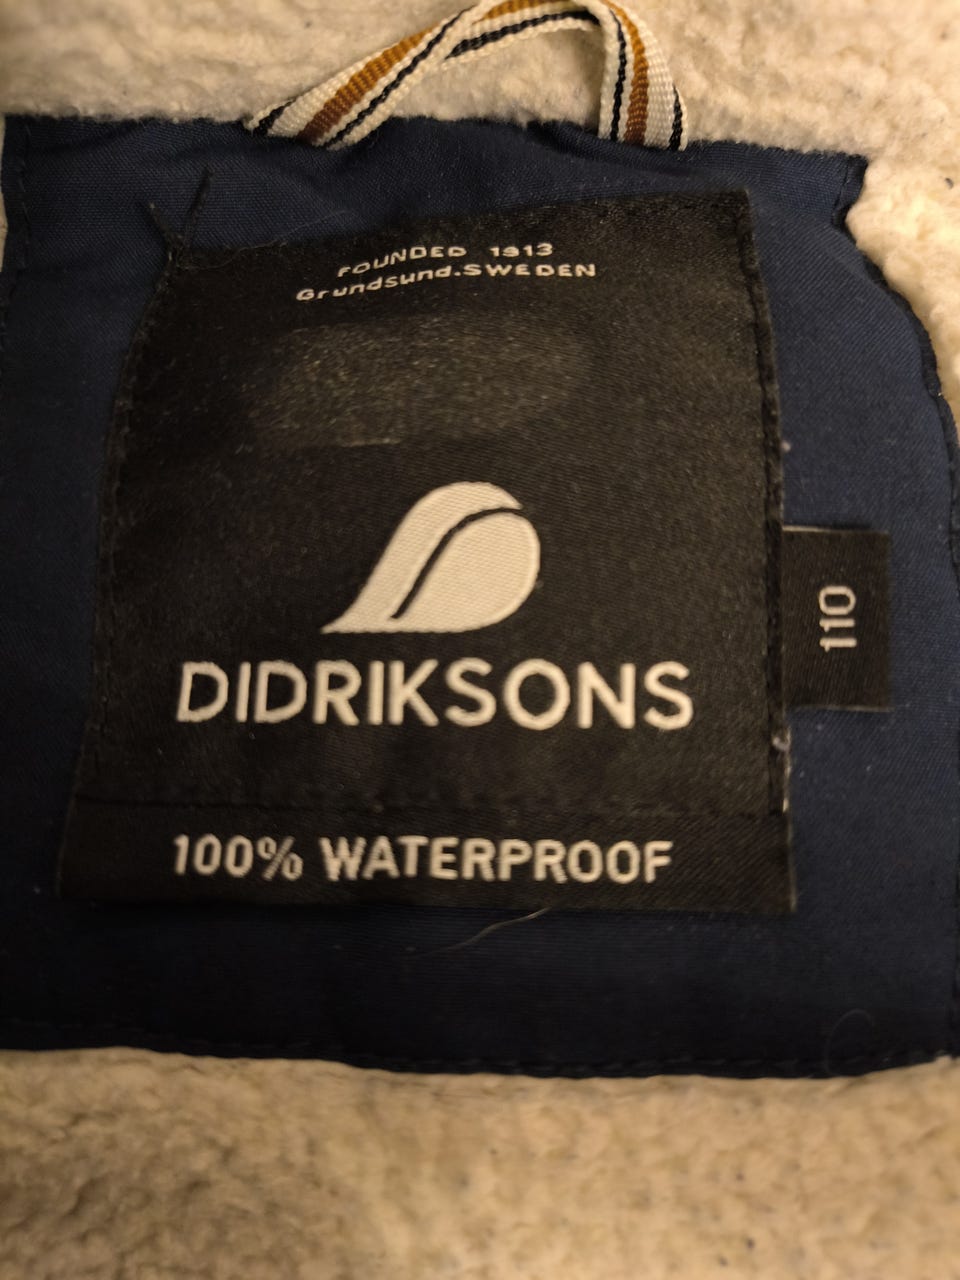 FOUNDED 1913
Grundsund.SWEDEN
DIDRIKSONS
110
100% WATERPROOF